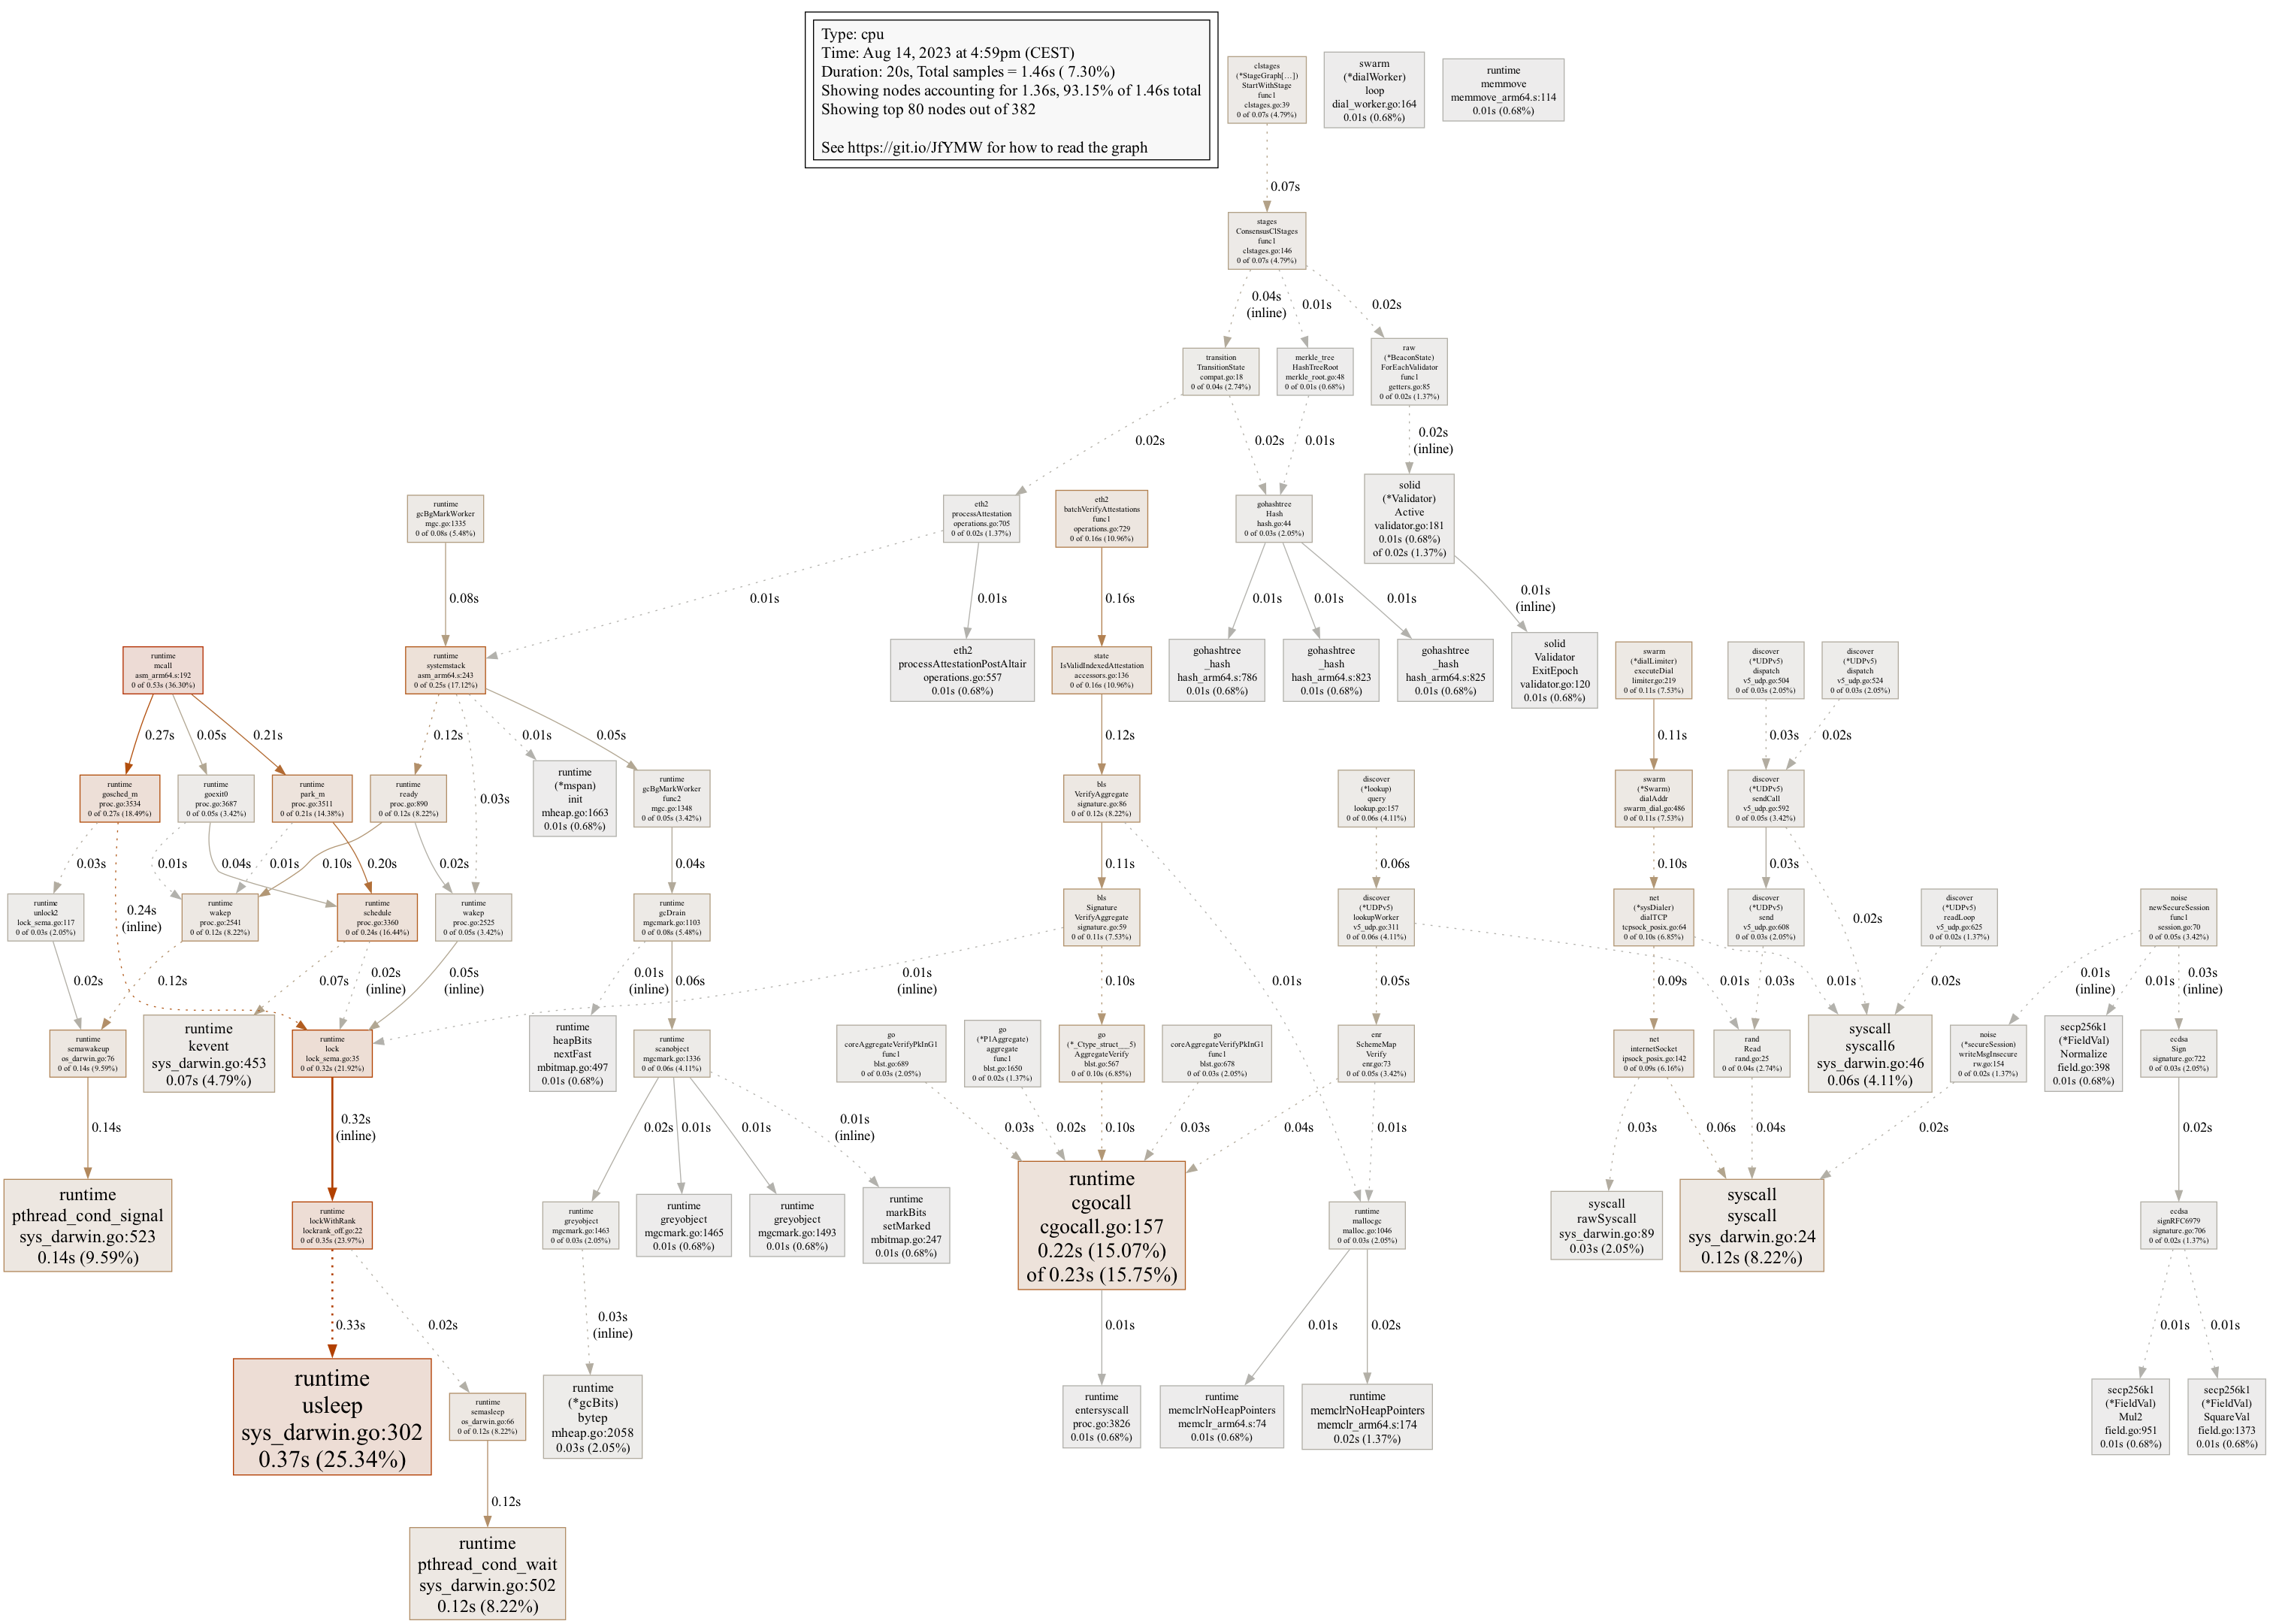 Type: cpu
Time: Aug 14, 2023 at 4:59pm (CEST)
Duration: 20s, Total samples = 1.46s ( 7.30%)
Showing nodes accounting for 1.36s, 93.15% of 1.46s total
Showing top 80 nodes out of 382
See https://git.io/JfYMW for how to read the graph
clstages
(*StageGraph[…])
StartWithStage
func1
clstages.go:39
0 of 0.07s (4.79%)
swarm
(*dialWorker)
loop
dial_worker.go:164
0.01s (0.68%)
runtime
memmove
memmove_arm64.s:114
0.01s (0.68%)
0.07s
stages
ConsensusClStages
func1
clstages.go:146
0 of 0.07s (4.79%)
0.04s
(inline)
0.01s
0.02s
transition
TransitionState
compat.go:18
0 of 0.04s (2.74%)
merkle_tree
HashTreeRoot
merkle_root.go:48
0 of 0.01s (0.68%)
raw
(*BeaconState)
ForEachValidator
func1
getters.go:85
0 of 0.02s (1.37%)
0.02s
0.02s
0.01s
0.02s
(inline)
runtime
gcBgMarkWorker
mgc.go:1335
0 of 0.08s (5.48%)
eth2
processAttestation
operations.go:705
0 of 0.02s (1.37%)
eth2
batchVerifyAttestations
func1
operations.go:729
0 of 0.16s (10.96%)
gohashtree
Hash
hash.go:44
0 of 0.03s (2.05%)
solid
(*Validator)
Active
validator.go:181
0.01s (0.68%)
of 0.02s (1.37%)
0.08s
0.01s
0.01s
0.16s
0.01s
0.01s
0.01s
0.01s
(inline)
runtime
mcall
asm_arm64.s:192
0 of 0.53s (36.30%)
runtime
systemstack
asm_arm64.s:243
0 of 0.25s (17.12%)
eth2
processAttestationPostAltair
operations.go:557
0.01s (0.68%)
state
IsValidIndexedAttestation
accessors.go:136
0 of 0.16s (10.96%)
gohashtree
_hash
hash_arm64.s:786
0.01s (0.68%)
gohashtree
_hash
hash_arm64.s:823
0.01s (0.68%)
gohashtree
_hash
hash_arm64.s:825
0.01s (0.68%)
solid
Validator
ExitEpoch
validator.go:120
0.01s (0.68%)
swarm
(*dialLimiter)
executeDial
limiter.go:219
0 of 0.11s (7.53%)
discover
(*UDPv5)
dispatch
v5_udp.go:504
0 of 0.03s (2.05%)
discover
(*UDPv5)
dispatch
v5_udp.go:524
0 of 0.03s (2.05%)
0.27s
0.05s
0.21s
0.12s
0.03s
0.01s
0.05s
0.12s
0.11s
0.03s
0.02s
runtime
gosched_m
proc.go:3534
0 of 0.27s (18.49%)
runtime
goexit0
proc.go:3687
0 of 0.05s (3.42%)
runtime
park_m
proc.go:3511
0 of 0.21s (14.38%)
runtime
ready
proc.go:890
0 of 0.12s (8.22%)
runtime
(*mspan)
init
mheap.go:1663
0.01s (0.68%)
runtime
gcBgMarkWorker
func2
mgc.go:1348
0 of 0.05s (3.42%)
bls
VerifyAggregate
signature.go:86
0 of 0.12s (8.22%)
discover
(*lookup)
query
lookup.go:157
0 of 0.06s (4.11%)
swarm
(*Swarm)
dialAddr
swarm_dial.go:486
0 of 0.11s (7.53%)
discover
(*UDPv5)
sendCall
v5_udp.go:592
0 of 0.05s (3.42%)
0.03s
0.24s
(inline)
0.01s
0.04s
0.01s
0.20s
0.10s
0.02s
0.04s
0.11s
0.01s
0.06s
0.10s
0.03s
0.02s
runtime
unlock2
lock_sema.go:117
0 of 0.03s (2.05%)
runtime
wakep
proc.go:2541
0 of 0.12s (8.22%)
runtime
schedule
proc.go:3360
0 of 0.24s (16.44%)
runtime
wakep
proc.go:2525
0 of 0.05s (3.42%)
runtime
gcDrain
mgcmark.go:1103
0 of 0.08s (5.48%)
bls
Signature
VerifyAggregate
signature.go:59
0 of 0.11s (7.53%)
discover
(*UDPv5)
lookupWorker
v5_udp.go:311
0 of 0.06s (4.11%)
net
(*sysDialer)
dialTCP
tcpsock_posix.go:64
0 of 0.10s (6.85%)
discover
(*UDPv5)
send
v5_udp.go:608
0 of 0.03s (2.05%)
discover
(*UDPv5)
readLoop
v5_udp.go:625
0 of 0.02s (1.37%)
noise
newSecureSession
func1
session.go:70
0 of 0.05s (3.42%)
0.02s
0.12s
0.07s
0.02s
(inline)
0.05s
(inline)
0.01s
(inline)
0.06s
0.01s
(inline)
0.10s
0.05s
0.01s
0.09s
0.01s
0.03s
0.02s
0.01s
(inline)
0.01s
0.03s
(inline)
runtime
semawakeup
os_darwin.go:76
0 of 0.14s (9.59%)
runtime
kevent
sys_darwin.go:453
0.07s (4.79%)
runtime
lock
lock_sema.go:35
0 of 0.32s (21.92%)
runtime
heapBits
nextFast
mbitmap.go:497
0.01s (0.68%)
runtime
scanobject
mgcmark.go:1336
0 of 0.06s (4.11%)
go
coreAggregateVerifyPkInG1
func1
blst.go:689
0 of 0.03s (2.05%)
go
(*P1Aggregate)
aggregate
func1
blst.go:1650
0 of 0.02s (1.37%)
go
(*_Ctype_struct___5)
AggregateVerify
blst.go:567
0 of 0.10s (6.85%)
go
coreAggregateVerifyPkInG1
func1
blst.go:678
0 of 0.03s (2.05%)
enr
SchemeMap
Verify
enr.go:73
0 of 0.05s (3.42%)
net
internetSocket
ipsock_posix.go:142
0 of 0.09s (6.16%)
rand
Read
rand.go:25
0 of 0.04s (2.74%)
syscall
syscall6
sys_darwin.go:46
0.06s (4.11%)
noise
(*secureSession)
writeMsgInsecure
rw.go:154
0 of 0.02s (1.37%)
secp256k1
(*FieldVal)
Normalize
field.go:398
0.01s (0.68%)
ecdsa
Sign
signature.go:722
0 of 0.03s (2.05%)
0.14s
0.32s
(inline)
0.02s
0.01s
0.01s
0.01s
(inline)
0.03s
0.02s
0.10s
0.03s
0.04s
0.01s
0.03s
0.06s
0.04s
0.02s
0.02s
runtime
pthread_cond_signal
sys_darwin.go:523
0.14s (9.59%)
runtime
lockWithRank
lockrank_off.go:22
0 of 0.35s (23.97%)
runtime
greyobject
mgcmark.go:1463
0 of 0.03s (2.05%)
runtime
greyobject
mgcmark.go:1465
0.01s (0.68%)
runtime
greyobject
mgcmark.go:1493
0.01s (0.68%)
runtime
markBits
setMarked
mbitmap.go:247
0.01s (0.68%)
runtime
cgocall
cgocall.go:157
0.22s (15.07%)
of 0.23s (15.75%)
runtime
mallocgc
malloc.go:1046
0 of 0.03s (2.05%)
syscall
rawSyscall
sys_darwin.go:89
0.03s (2.05%)
syscall
syscall
sys_darwin.go:24
0.12s (8.22%)
ecdsa
signRFC6979
signature.go:706
0 of 0.02s (1.37%)
0.33s
0.02s
0.03s
(inline)
0.01s
0.01s
0.02s
0.01s
0.01s
runtime
usleep
sys_darwin.go:302
0.37s (25.34%)
runtime
semasleep
os_darwin.go:66
0 of 0.12s (8.22%)
runtime
(*gcBits)
bytep
mheap.go:2058
0.03s (2.05%)
runtime
entersyscall
proc.go:3826
0.01s (0.68%)
runtime
memclrNoHeapPointers
memclr_arm64.s:74
0.01s (0.68%)
runtime
memclrNoHeapPointers
memclr_arm64.s:174
0.02s (1.37%)
secp256k1
(*FieldVal)
Mul2
field.go:951
0.01s (0.68%)
secp256k1
(*FieldVal)
SquareVal
field.go:1373
0.01s (0.68%)
0.12s
runtime
pthread_cond_wait
sys_darwin.go:502
0.12s (8.22%)